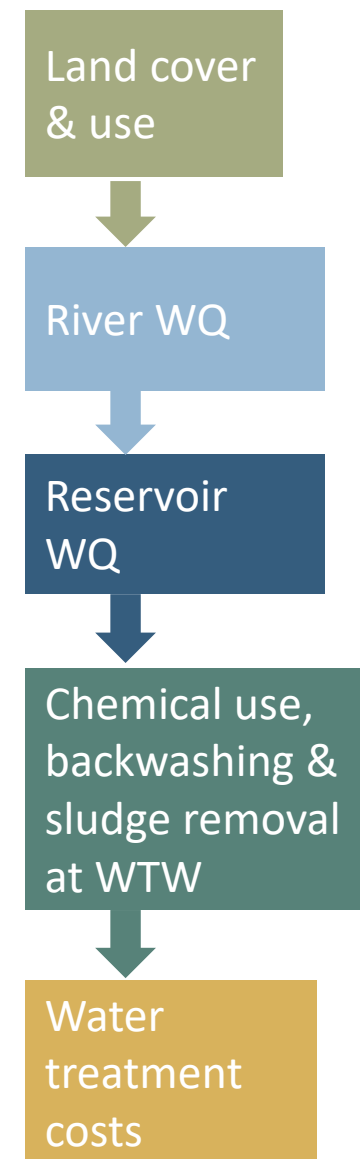 Land cover
& use
River WQ
Reservoir
WQ
Chemical use,
backwashing &
sludge removal
at WTW
Water
treatment
costs